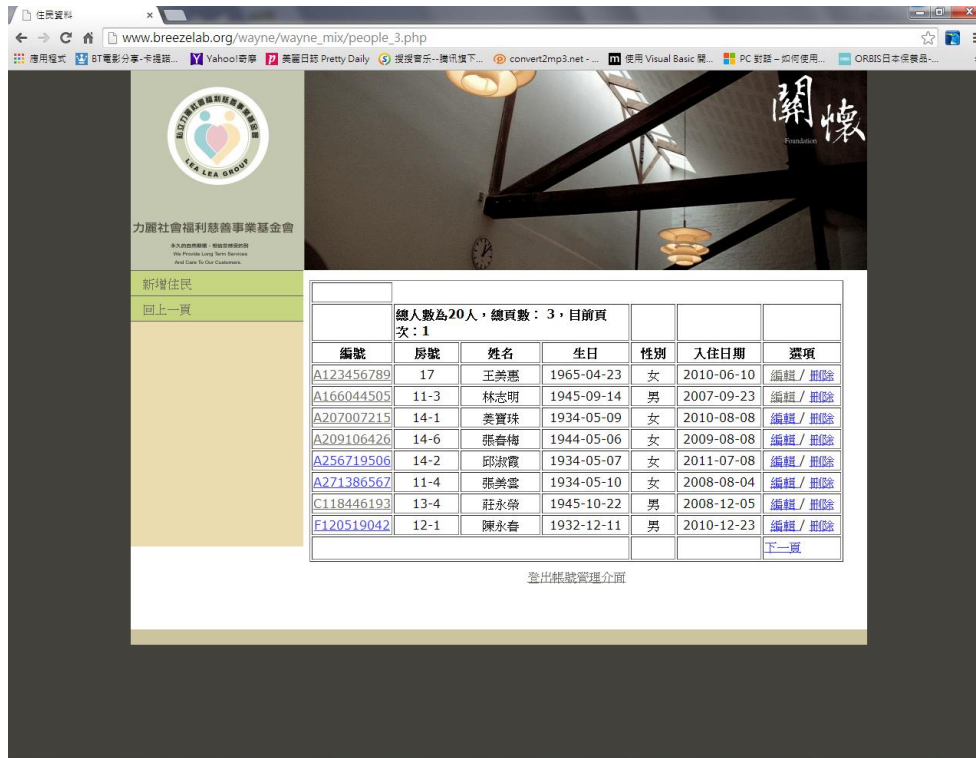 住民資料
www.breezelab.org/wayne/wayne_mix/people_3.php
應用程式 BT電影分享-卡提諾... Yahoo!奇摩 美麗日誌 Pretty Daily 授授音乐--腾讯旗下... convert2mp3.net - ... 使用 Visual Basic 開... PC 對話 – 如何使用... ORBIS日本保養品-...
關懷
Foundation
LEA LEA GROUP
力麗社會福利慈善事業基金會
We Provide Long Term Services
And Care To Our Customers.
新增住民
回上一頁
總人數為20人,總頁數: 3,目前頁
次:1
編號 房號 姓名 生日 性別 入住日期 選項
A123456789 17 王美惠 1965-04-23 女 2010-06-10 編輯 / 刪除
A166044505 11-3 林志明 1945-09-14 男 2007-09-23 編輯 / 刪除
A207007215 14-1 姜寶珠 1934-05-09 女 2010-08-08 編輯 / 刪除
A209106426 14-6 張春梅 1944-05-06 女 2009-08-08 編輯 / 刪除
A256719506 14-2 邱淑霞 1934-05-07 女 2011-07-08 編輯 / 刪除
A271386567 11-4 張美雲 1934-05-10 女 2008-08-04 編輯 / 刪除
C118446193 13-4 莊永榮 1945-10-22 男 2008-12-05 編輯 / 刪除
F120519042 12-1 陳永春 1932-12-11 男 2010-12-23 編輯 / 刪除
下一頁
登出帳號管理介面